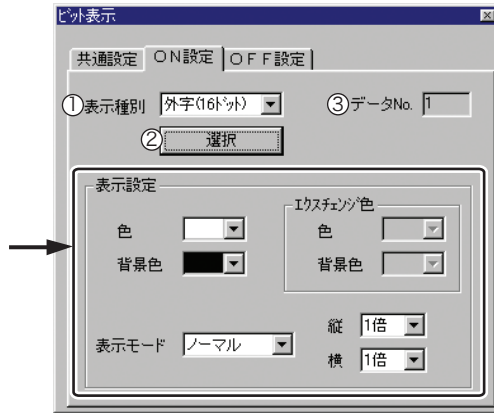 ビット表示
共通設定 ON設定 OFF設定
①表示種別 外字(16ドット) ③データNo. 1
② 選択
表示設定
エクスチェンジ色
色 色
背景色 背景色
縦 1倍
表示モード ノーマル
横 1倍